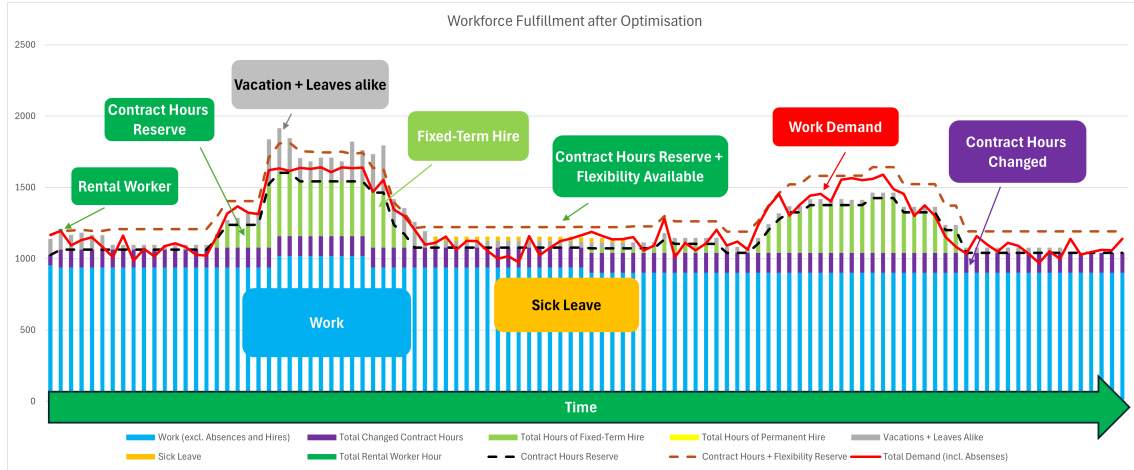 Workforce Fulfillment after Optimisation
2500
2000
1500
1000
500
0
Vacation + Leaves alike
Contract Hours
Reserve
Rental Worker
Fixed-Term Hire
Contract Hours Reserve +
Flexibility Available
Work Demand
Contract Hours
Changed
Work
Sick Leave
Time
Work (excl. Absences and Hires)
Total Changed Contract Hours
Total Hours of Fixed-Term Hire
Total Hours of Permanent Hire
Vacations + Leaves Alike
Sick Leave
Total Rental Worker Hour
Contract Hours Reserve
Contract Hours + Flexibility Reserve
Total Demand (incl. Absenses)